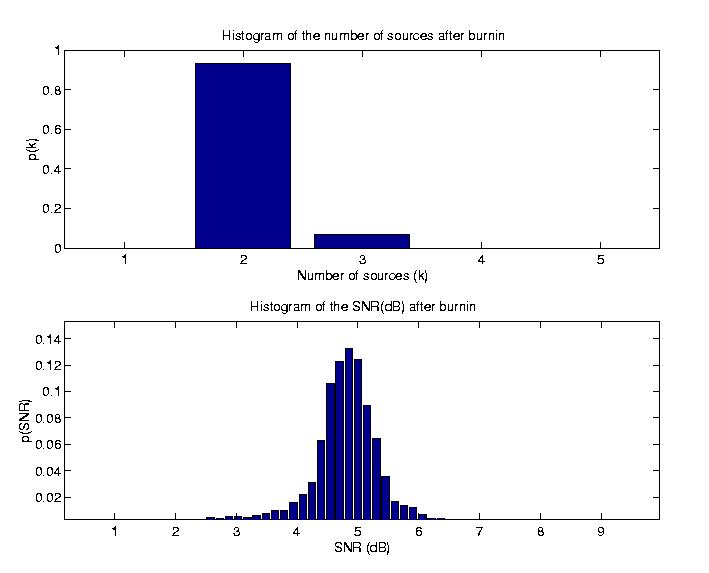 Histogram of the number of sources after burnin
1
0.8
0.6
0.4
0.2
0
p(k)
1 2 3 4 5
Number of sources (k)
Histogram of the SNR(dB) after burnin
0.14
0.12
0.1
0.08
0.06
0.04
0.02
p(SNR)
1 2 3 4 5 6 7 8 9
SNR (dB)